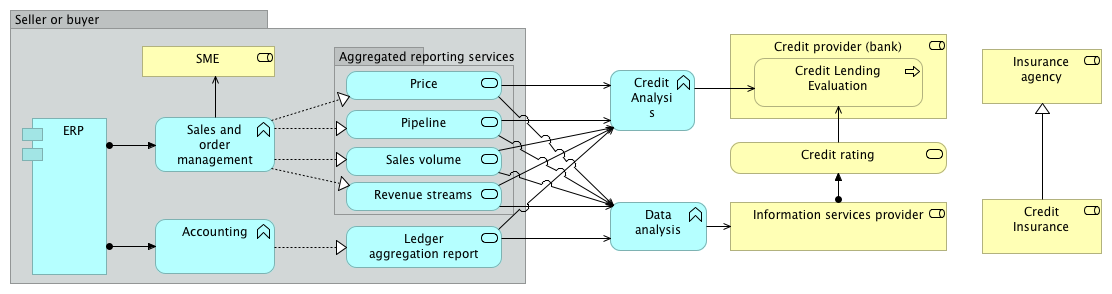 Seller or buyer
SME
Aggregated reporting services
Credit provider (bank)
Insurance
agency
Price
Credit
Analysi
s
Credit Lending
Evaluation
ERP
Sales and
order
management
Pipeline
Sales volume
Credit rating
Revenue streams
Accounting
Ledger
aggregation report
Data
analysis
Information services provider
Credit
Insurance